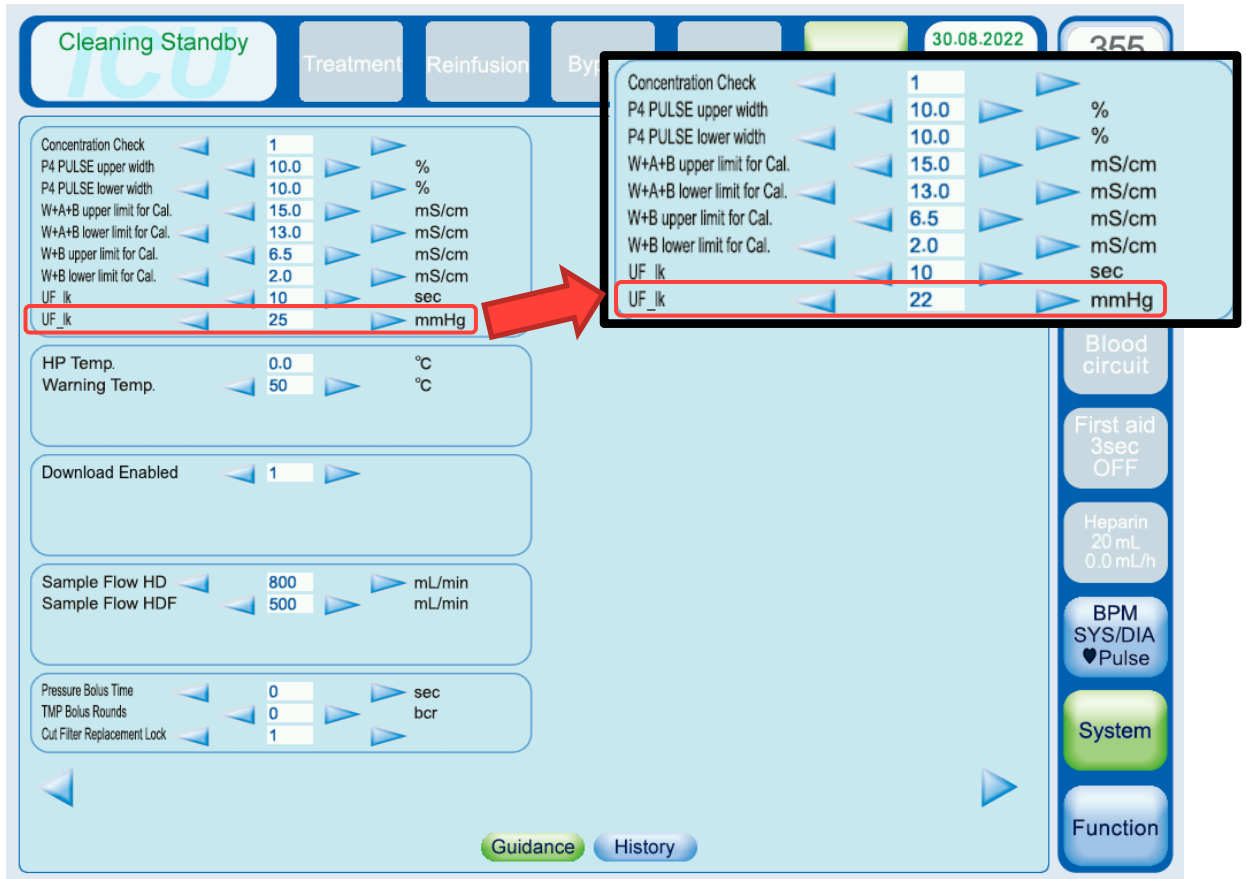 Cleaning Standby
ICU
Treatment
Reinfusion
30.08.2022
355
Concentration Check 1
P4 PULSE upper width 10.0 %
P4 PULSE lower width 10.0 %
W+A+B upper limit for Cal. 15.0 mS/cm
W+A+B lower limit for Cal. 13.0 mS/cm
W+B upper limit for Cal. 6.5 mS/cm
W+B lower limit for Cal. 2.0 mS/cm
UF_lk 10 sec
UF_lk 25 mmHg
Concentration Check 1
P4 PULSE upper width 10.0 %
P4 PULSE lower width 10.0 %
W+A+B upper limit for Cal. 15.0 mS/cm
W+A+B lower limit for Cal. 13.0 mS/cm
W+B upper limit for Cal. 6.5 mS/cm
W+B lower limit for Cal. 2.0 mS/cm
UF_lk 10 sec
UF_lk 22 mmHg
HP Temp. 0.0 °C
Warning Temp. 50 °C
Download Enabled 1
Sample Flow HD 800 mL/min
Sample Flow HDF 500 mL/min
Pressure Bolus Time 0 sec
TMP Bolus Rounds 0 bcr
Cut Filter Replacement Lock 1
Guidance
History
Blood
circuit
First aid
3sec
OFF
Heparin
20 mL
0.0 mL/h
BPM
SYS/DIA
♥Pulse
System
Function